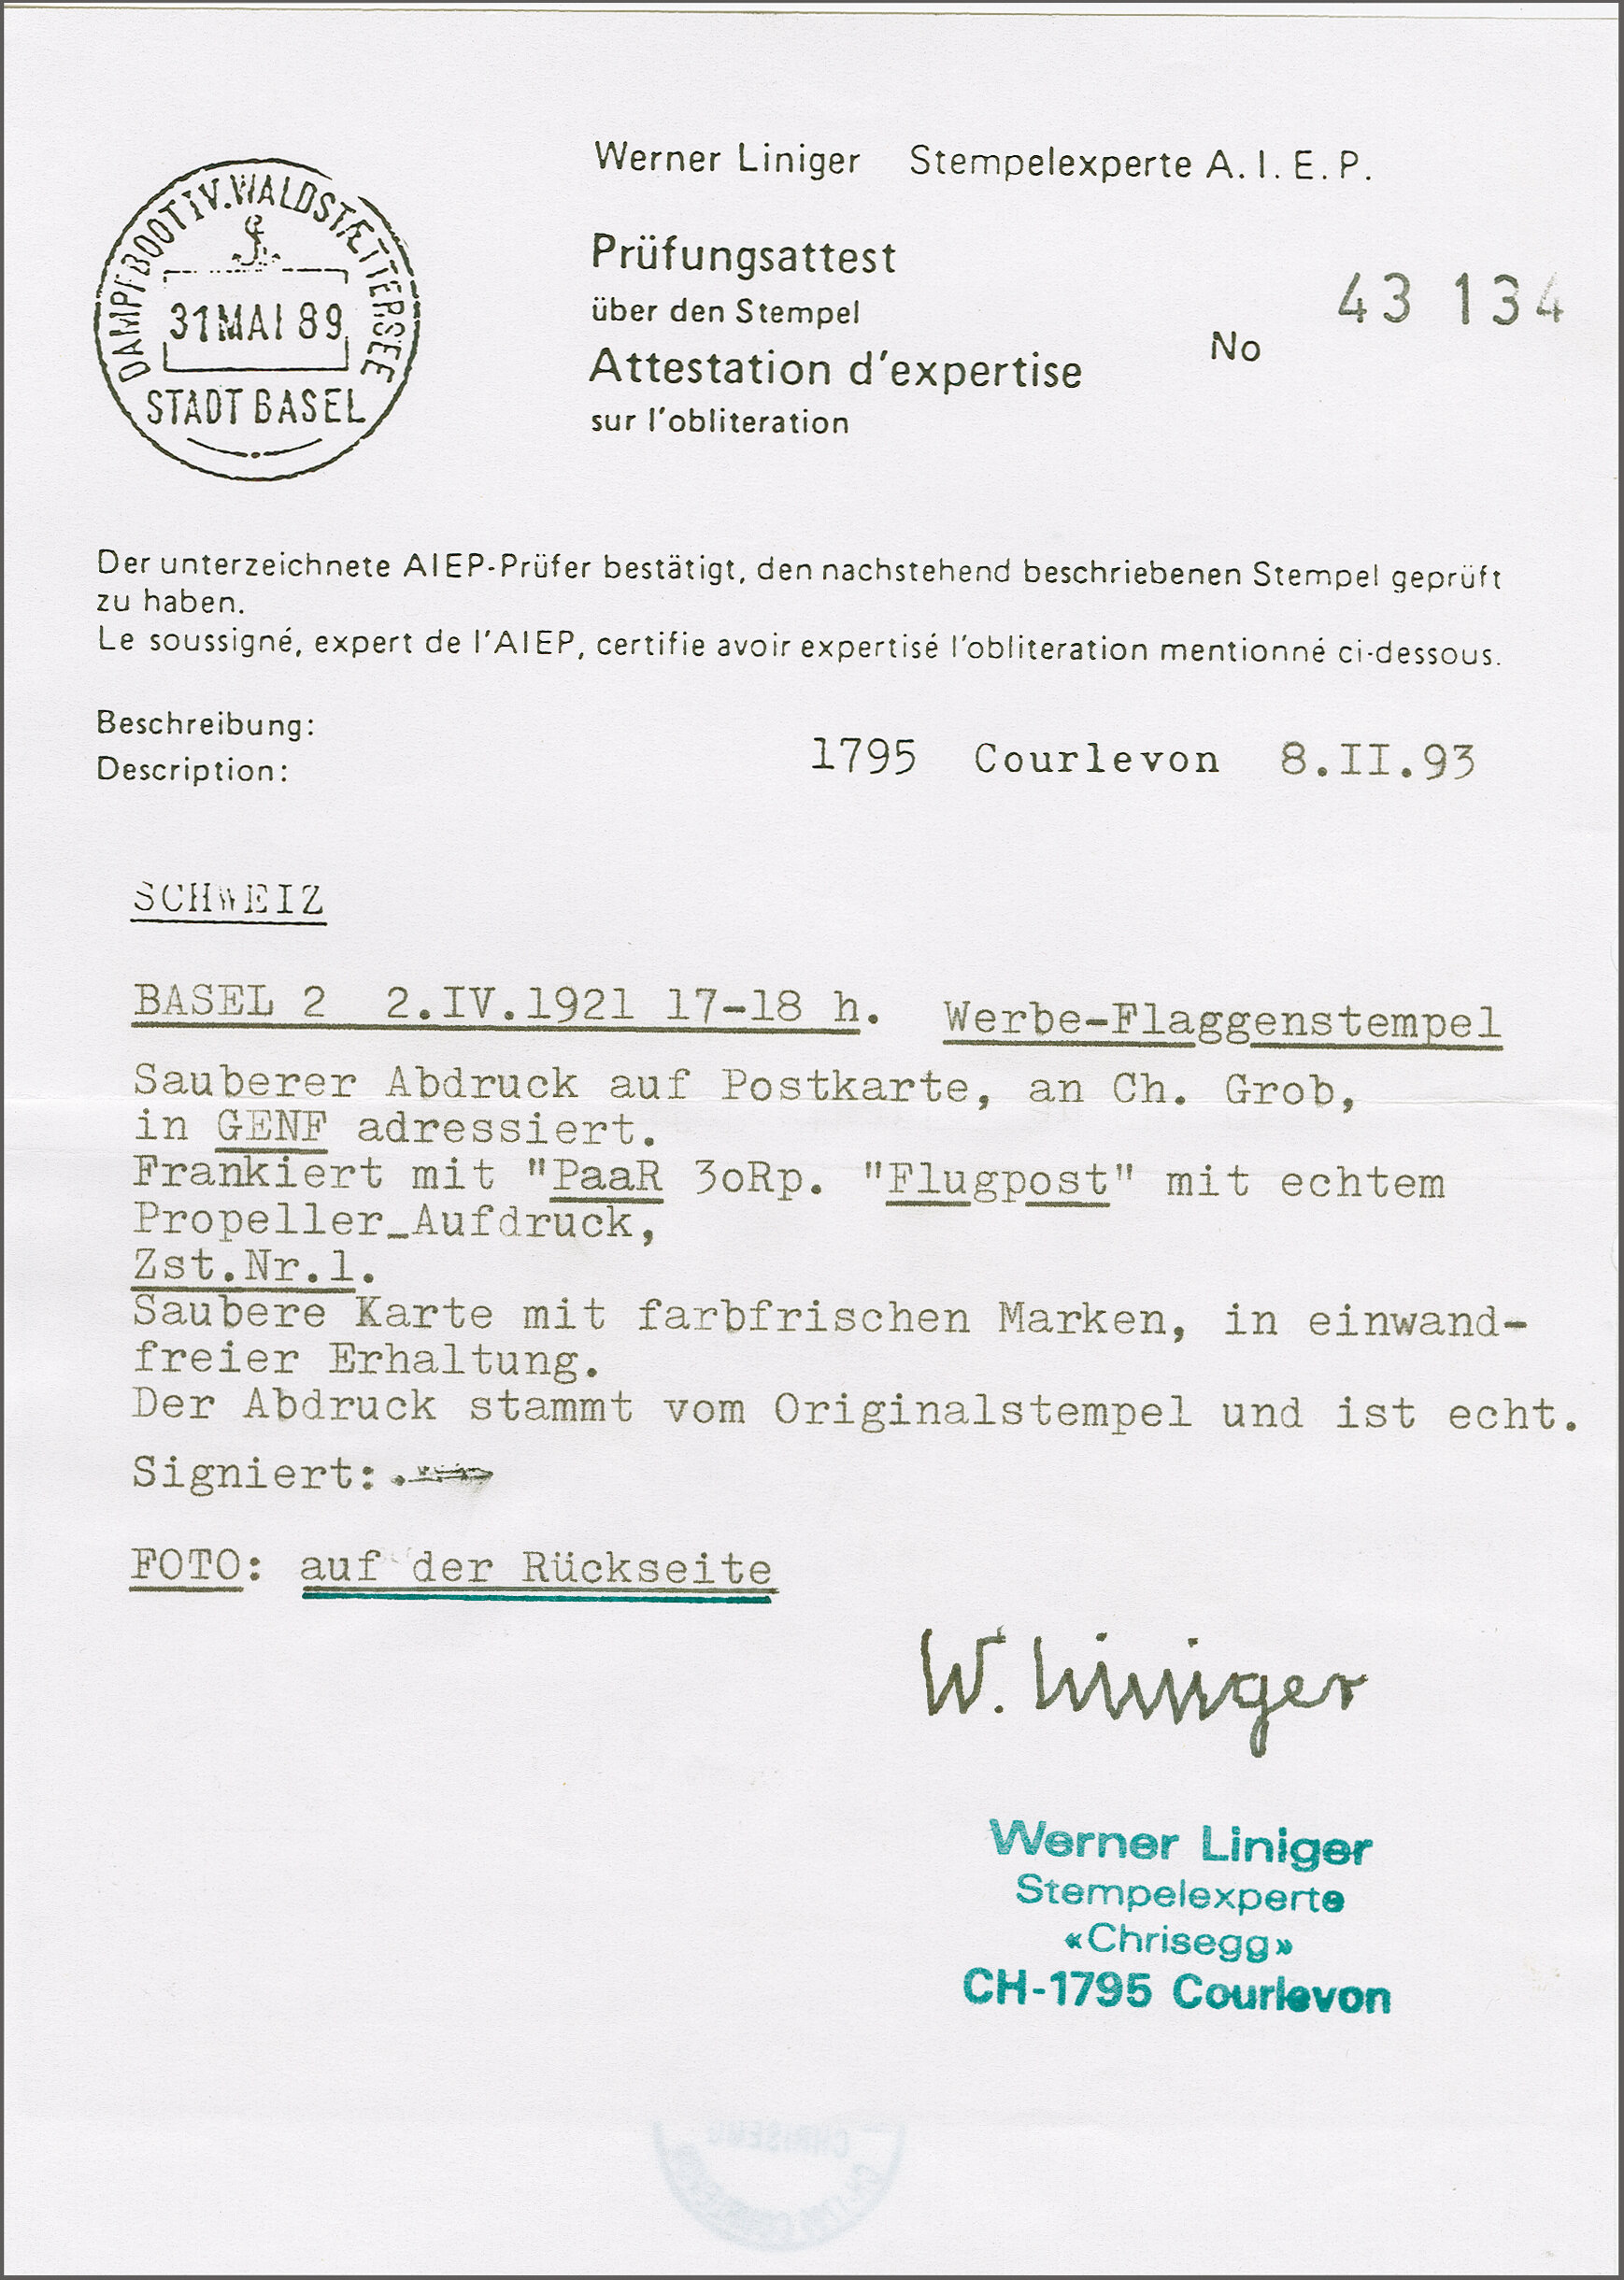 Werner Liniger Stempelexperte A.I.E.P.
DAMPFBOOT IV.WALDSTÆTTERSEE
31 MAI 89
STADT BASEL
Prüfungsattest
über den Stempel
Attestation d'expertise
sur l'obliteration
No 43 134
Der unterzeichnete AIEP-Prüfer bestätigt, den nachstehend beschriebenen Stempel geprüft
zu haben.
Le soussigné, expert de l'AIEP, certifie avoir expertisé l'obliteration mentionné ci-dessous.
Beschreibung:
Description:
1795 Courlevon 8.II.93
SCHWEIZ
BASEL 2 2.IV.1921 17-18 h. Werbe-Flaggenstempel
Sauberer Abdruck auf Postkarte, an Ch. Grob,
in GENF adressiert.
Frankiert mit "PaaR 3oRp. "Flugpost" mit echtem
Propeller_Aufdruck,
Zst.Nr.1.
Saubere Karte mit farbfrischen Marken, in einwand-
freier Erhaltung.
Der Abdruck stammt vom Originalstempel und ist echt.
Signiert:
FOTO: auf der Rückseite
W. Liniger
Werner Liniger
Stempelexperte
«Chrisegg»
CH-1795 Courlevon